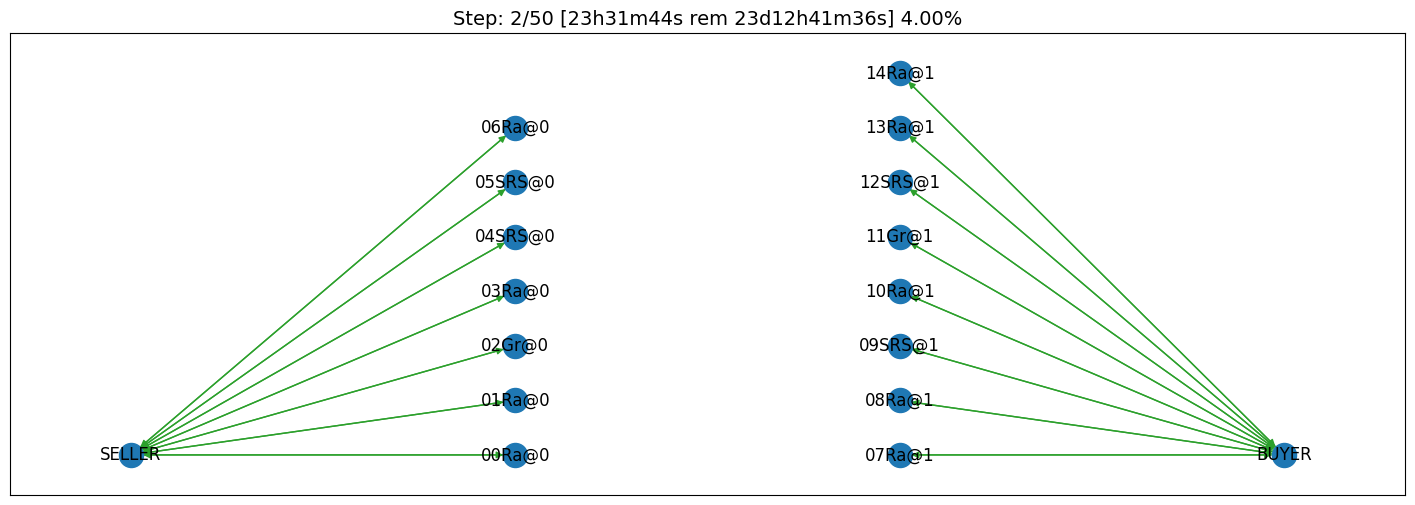 Step: 2/50 [23h31m44s rem 23d12h41m36s] 4.00%
14Ra@1
06Ra@0
13Ra@1
05SRS@0
12SRS@1
04SRS@0
11Gr@1
03Ra@0
10Ra@1
02Gr@0
09SRS@1
01Ra@0
08Ra@1
SELLER
00Ra@0
07Ra@1
BUYER